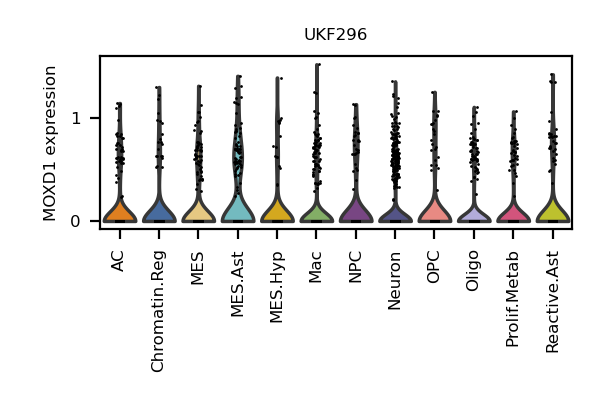 UKF296
MOXD1 expression
1
0
AC
Chromatin.Reg
MES
MES.Ast
MES.Hyp
Mac
NPC
Neuron
OPC
Oligo
Prolif.Metab
Reactive.Ast